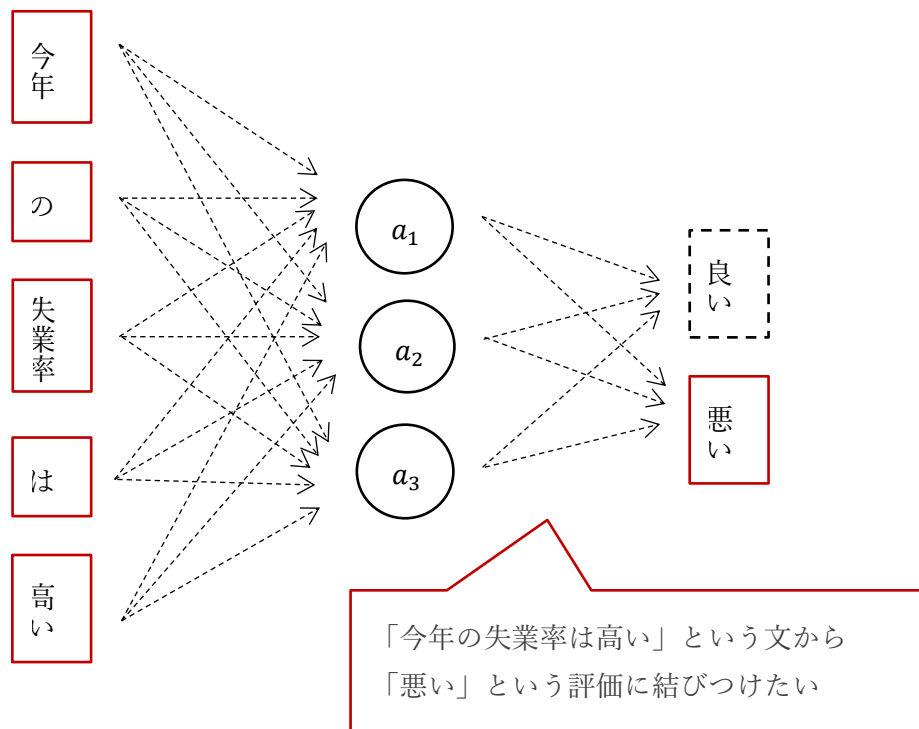 今年
の
失業率
は
高い
a₁
a₂
a₃
良い
悪い
「今年の失業率は高い」という文から
「悪い」という評価に結びつけたい